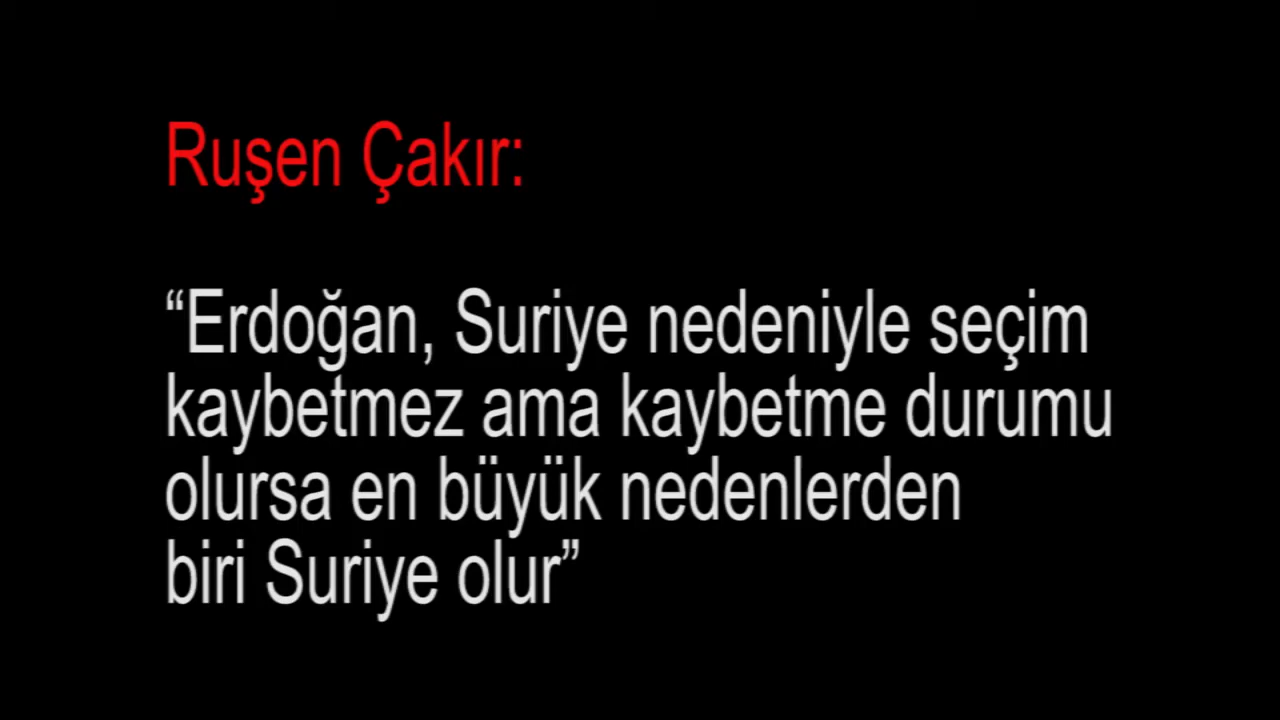 Ruşen Çakır:
“Erdoğan, Suriye nedeniyle seçim
kaybetmez ama kaybetme durumu
olursa en büyük nedenlerden
biri Suriye olur”